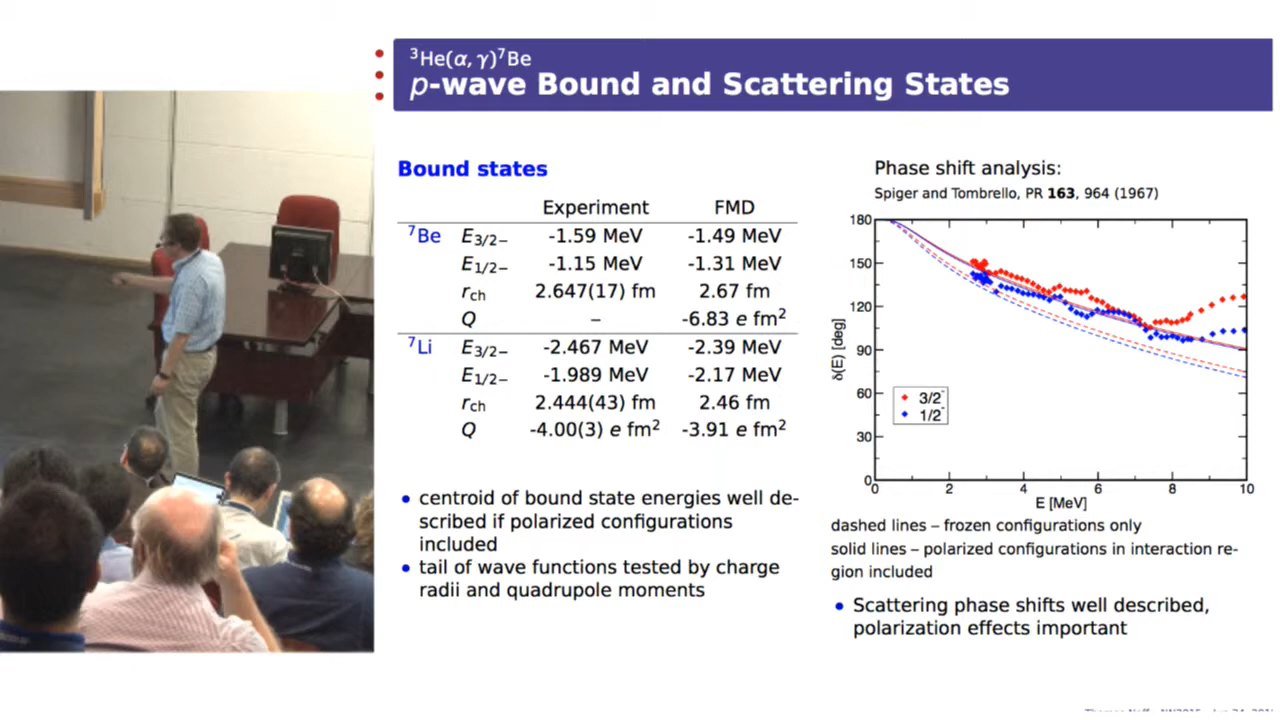 ³He(α, γ)⁷Be
p-wave Bound and Scattering States
Bound states
Experiment FMD
⁷Be E3/2− -1.59 MeV -1.49 MeV
E1/2− -1.15 MeV -1.31 MeV
rch 2.647(17) fm 2.67 fm
Q – -6.83 e fm²
⁷Li E3/2− -2.467 MeV -2.39 MeV
E1/2− -1.989 MeV -2.17 MeV
rch 2.444(43) fm 2.46 fm
Q -4.00(3) e fm² -3.91 e fm²
• centroid of bound state energies well de-
scribed if polarized configurations
included
• tail of wave functions tested by charge
radii and quadrupole moments
Phase shift analysis:
Spiger and Tombrello, PR 163, 964 (1967)
180
150
120
90
60
30
0
δ(E) [deg]
3/2⁻
1/2⁻
0 2 4 6 8 10
E [MeV]
dashed lines – frozen configurations only
solid lines – polarized configurations in interaction re-
gion included
• Scattering phase shifts well described,
polarization effects important